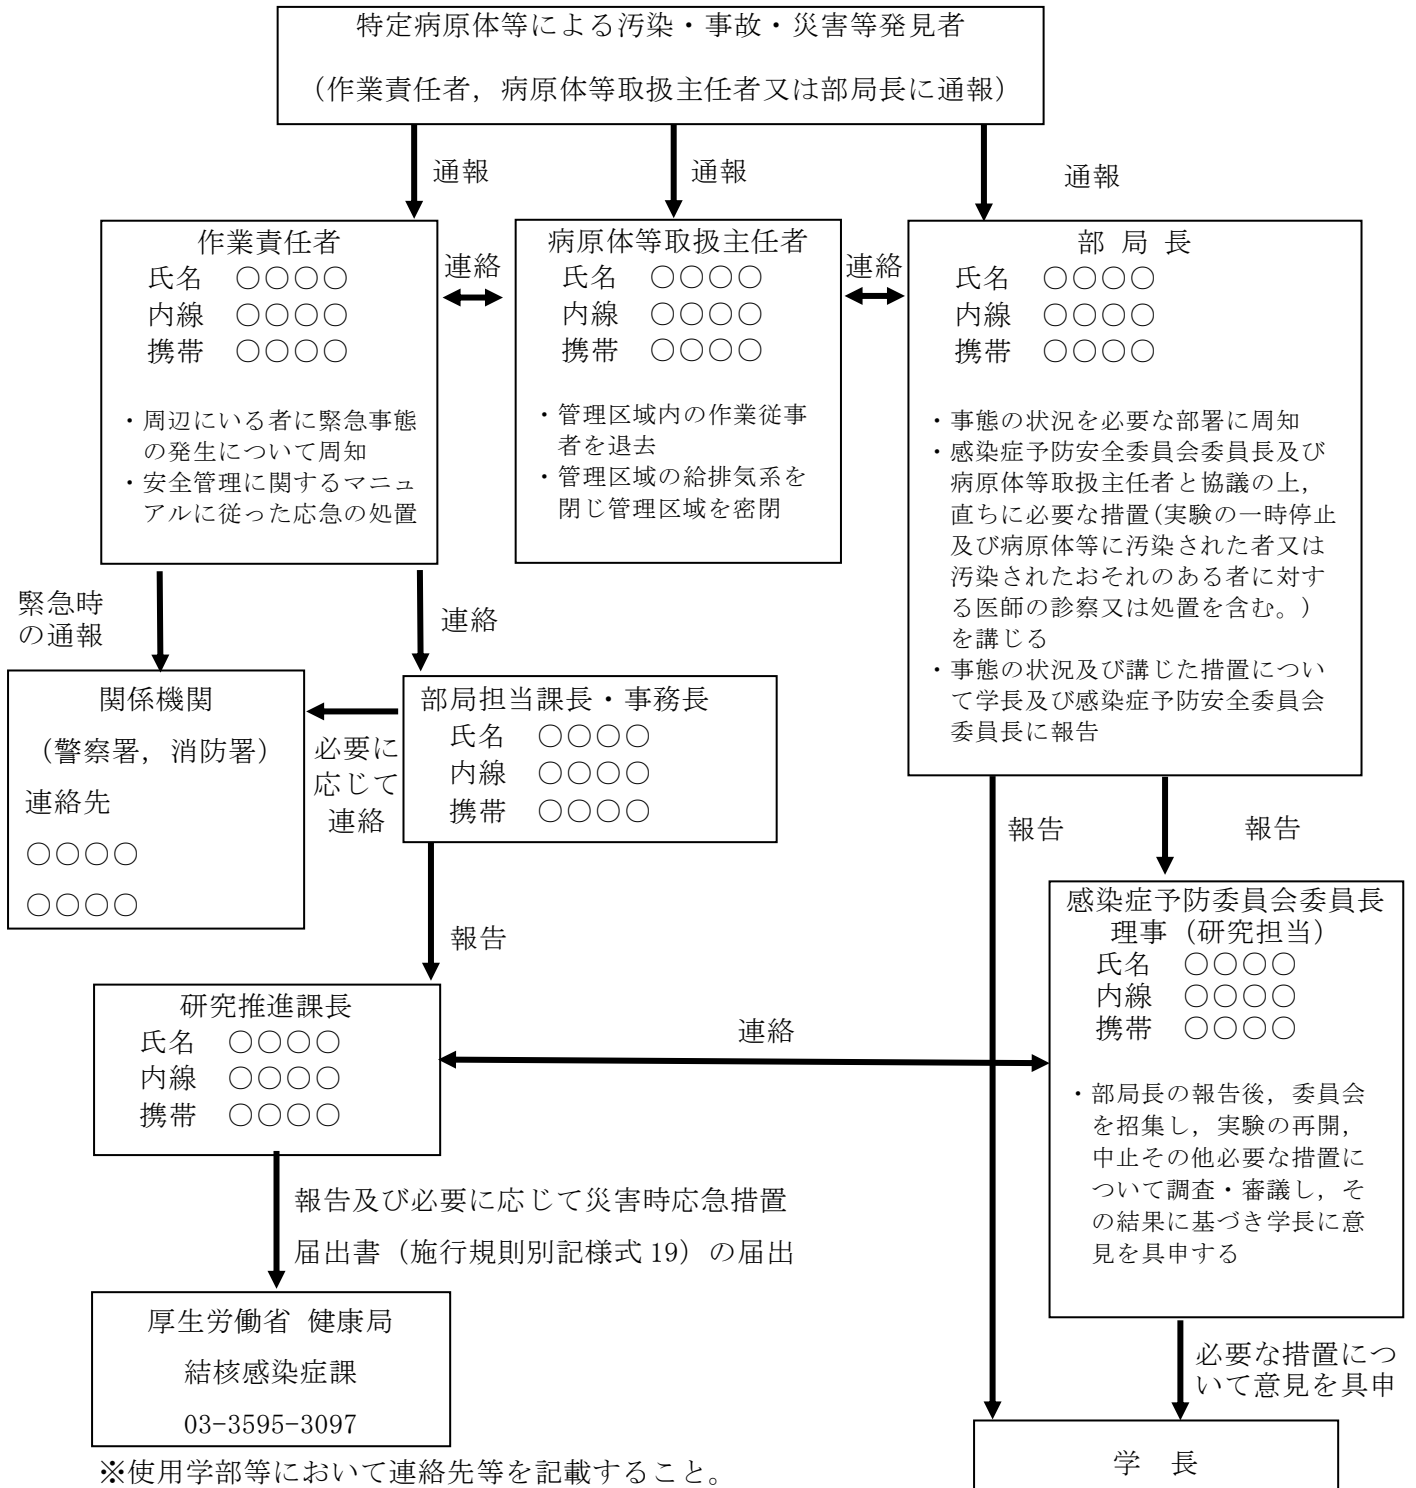 特定病原体等による汚染・事故・災害等発見者
（作業責任者，病原体等取扱主任者又は部局長に通報）
通報
通報
通報
作業責任者
氏名　○○○○
内線　○○○○
携帯　○○○○
・周辺にいる者に緊急事態
の発生について周知
・安全管理に関するマニュ
アルに従った応急の処置
連絡
病原体等取扱主任者
氏名　○○○○
内線　○○○○
携帯　○○○○
・管理区域内の作業従事
者を退去
・管理区域の給排気系を
閉じ管理区域を密閉
連絡
部 局 長
氏名　○○○○
内線　○○○○
携帯　○○○○
・事態の状況を必要な部署に周知
・感染症予防安全委員会委員長及び
病原体等取扱主任者と協議の上，
直ちに必要な措置（実験の一時停止
及び病原体等に汚染された者又は
汚染されたおそれのある者に対す
る医師の診察又は処置を含む。）
を講じる
・事態の状況及び講じた措置につい
て学長及び感染症予防安全委員会
委員長に報告
緊急時
の通報
連絡
関係機関
（警察署，消防署）
連絡先
○○○○
○○○○
必要に
応じて
連絡
部局担当課長・事務長
氏名　○○○○
内線　○○○○
携帯　○○○○
報告
報告
報告
感染症予防委員会委員長
理事（研究担当）
氏名　○○○○
内線　○○○○
携帯　○○○○
・部局長の報告後，委員会
を招集し，実験の再開，
中止その他必要な措置に
ついて調査・審議し，そ
の結果に基づき学長に意
見を具申する
研究推進課長
氏名　○○○○
内線　○○○○
携帯　○○○○
連絡
報告及び必要に応じて災害時応急措置
届出書（施行規則別記様式 19）の届出
厚生労働省 健康局
結核感染症課
03-3595-3097
必要な措置につ
いて意見を具申
学　長
※使用学部等において連絡先等を記載すること。